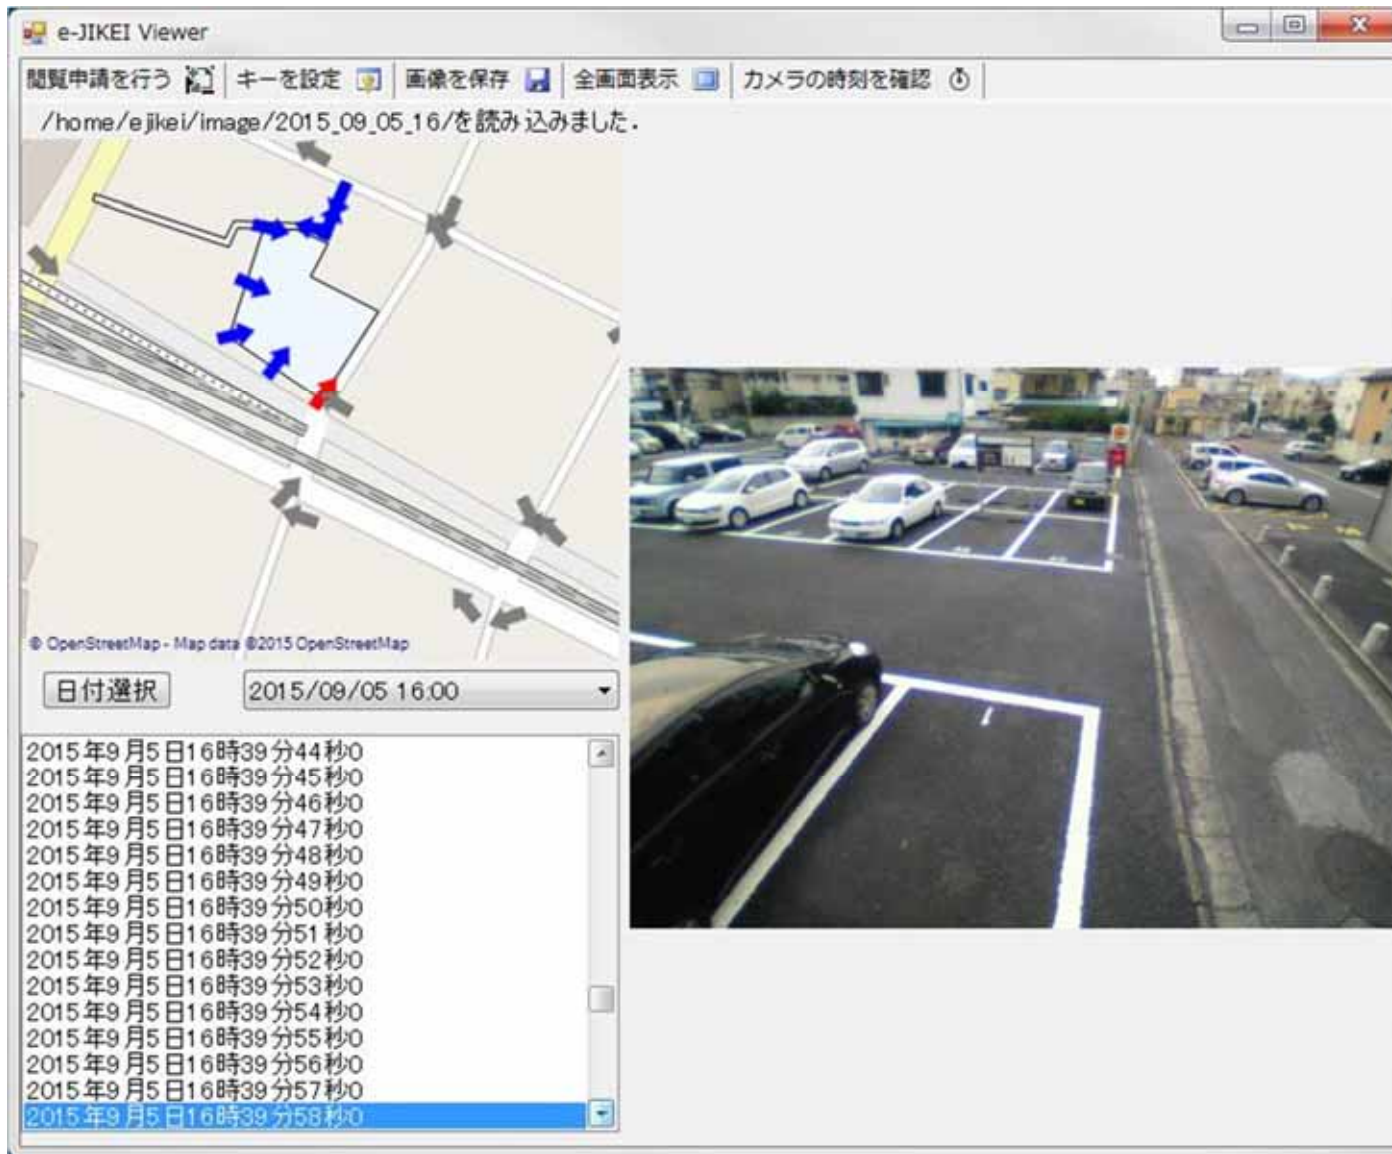 e-JIKEI Viewer
閲覧申請を行う キーを設定 画像を保存 全画面表示 カメラの時刻を確認
/home/ejikei/image/2015_09_05_16/を読み込みました.
© OpenStreetMap - Map data ©2015 OpenStreetMap
日付選択 2015/09/05 16:00
2015年9月5日16時39分44秒0
2015年9月5日16時39分45秒0
2015年9月5日16時39分46秒0
2015年9月5日16時39分47秒0
2015年9月5日16時39分48秒0
2015年9月5日16時39分49秒0
2015年9月5日16時39分50秒0
2015年9月5日16時39分51秒0
2015年9月5日16時39分52秒0
2015年9月5日16時39分53秒0
2015年9月5日16時39分54秒0
2015年9月5日16時39分55秒0
2015年9月5日16時39分56秒0
2015年9月5日16時39分57秒0
2015年9月5日16時39分58秒0